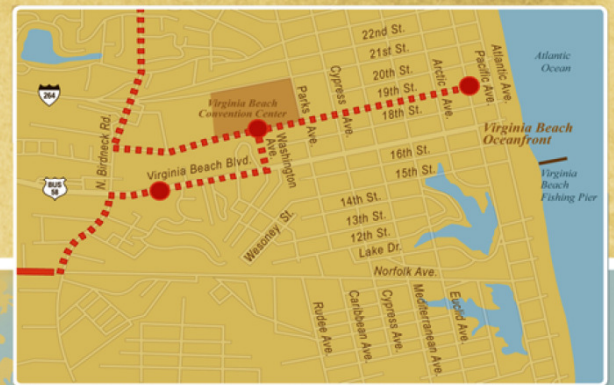 22nd St.
21st St.
20th St.
19th St.
18th St.
Atlantic
Ocean
Atlantic Ave.
Pacific Ave.
Arctic Ave.
Cypress Ave.
Parks Ave.
264
Virginia Beach
Convention Center
Washington Ave.
N. Birdneck Rd.
Virginia Beach
Oceanfront
Virginia Beach Blvd.
16th St.
15th St.
BUS
58
Virginia
Beach
Fishing Pier
14th St.
13th St.
12th St.
Lake Dr.
Wesoney St.
Norfolk Ave.
Rudee Ave.
Caribbean Ave.
Cypress Ave.
Mediterranean Ave.
Euclid Ave.